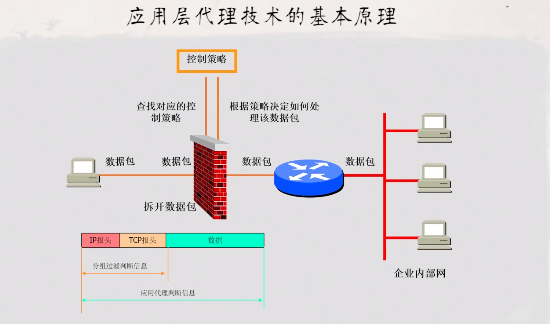 应用层代理技术的基本原理
控制策略
查找对应的控
制策略
根据策略决定如何处
理该数据包
数据包
数据包
数据包
数据包
拆开数据包
IP报头
TCP报头
数据
分组过滤判断信息
应用代理判断信息
企业内部网